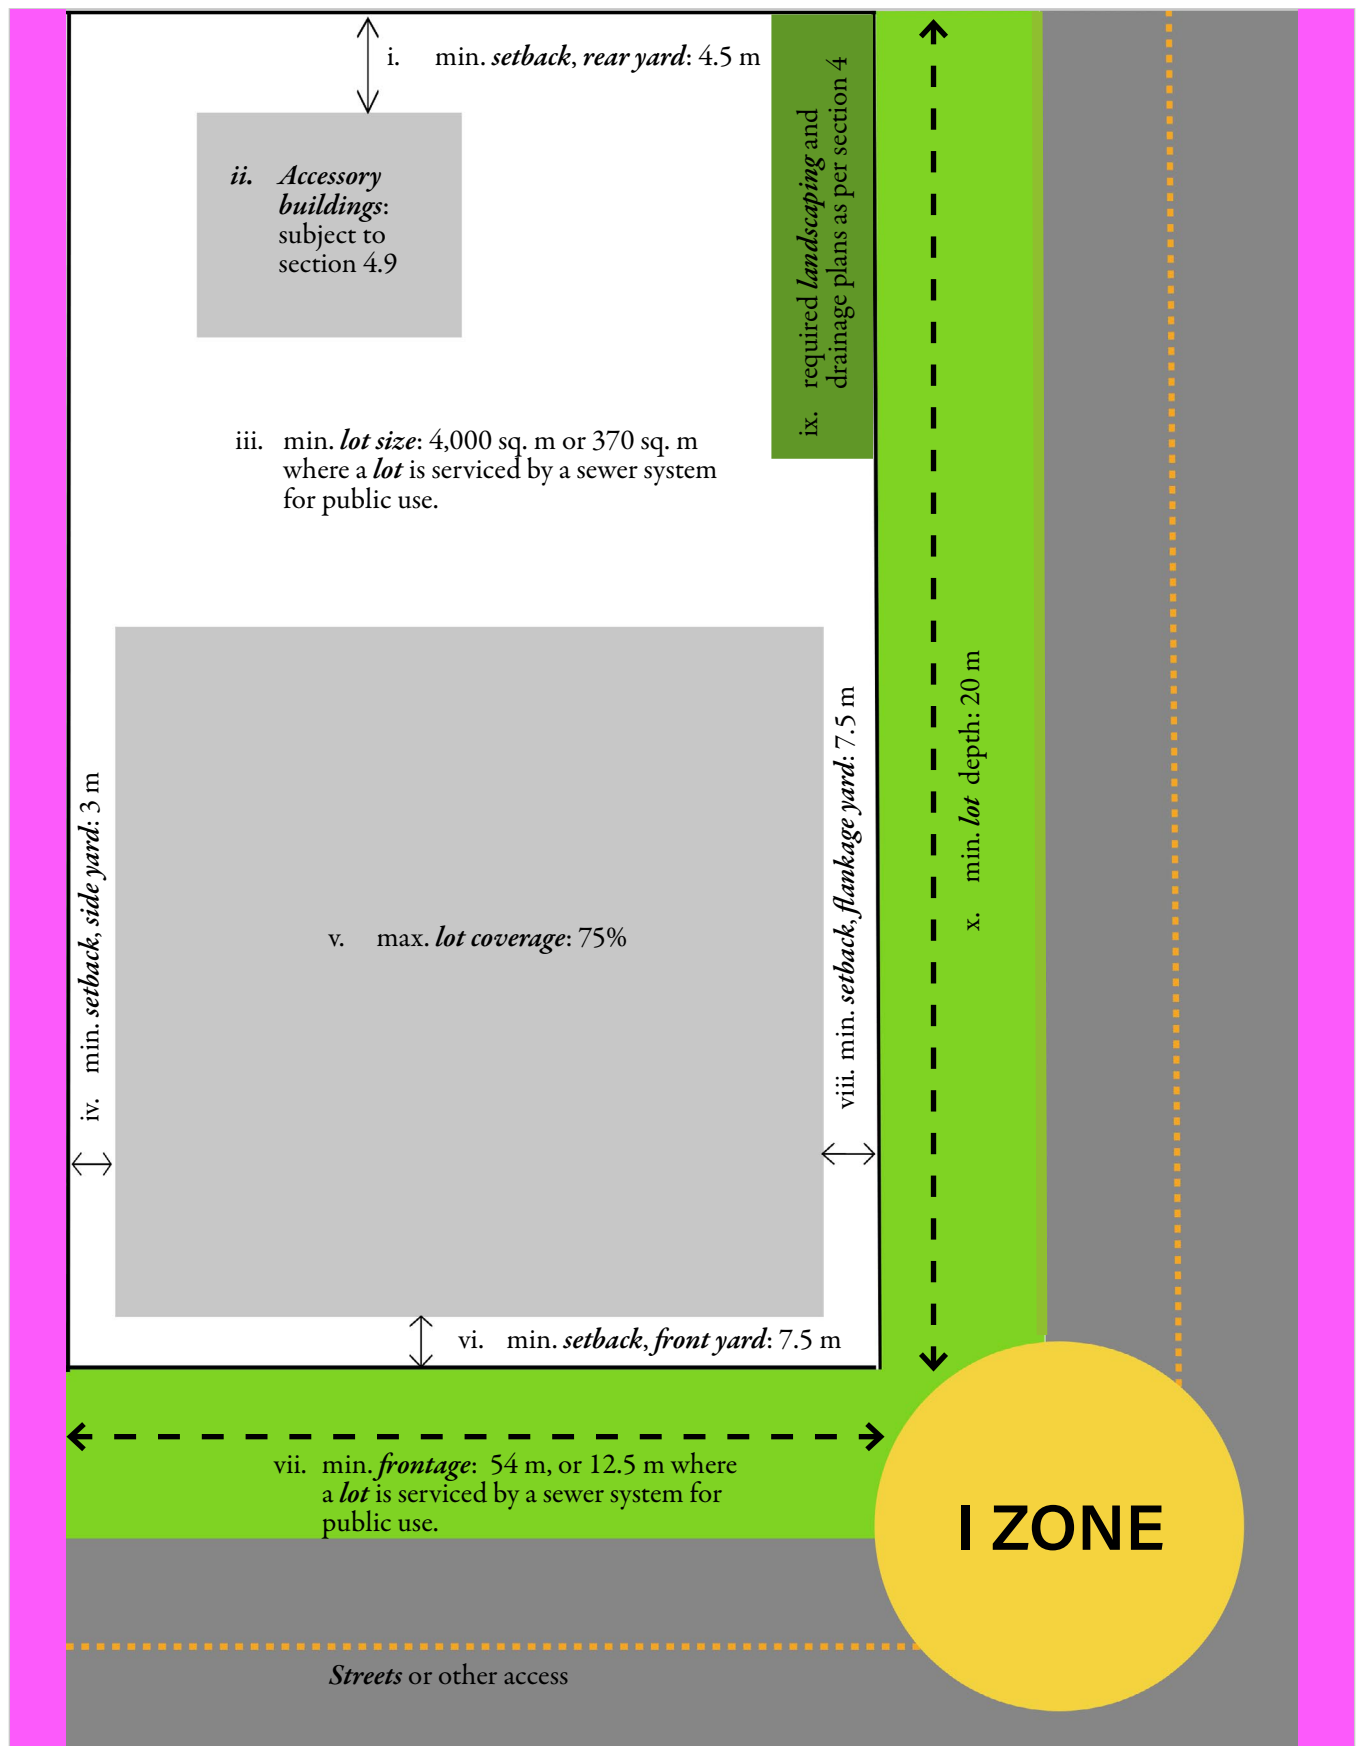 i. min. setback, rear yard: 4.5 m
ii. Accessory
buildings:
subject to
section 4.9
ix. required landscaping and
drainage plans as per section 4
iii. min. lot size: 4,000 sq. m or 370 sq. m
where a lot is serviced by a sewer system
for public use.
iv. min. setback, side yard: 3 m
v. max. lot coverage: 75%
viii. min. setback, flankage yard: 7.5 m
x. min. lot depth: 20 m
vi. min. setback, front yard: 7.5 m
vii. min. frontage: 54 m, or 12.5 m where
a lot is serviced by a sewer system for
public use.
I ZONE
Streets or other access